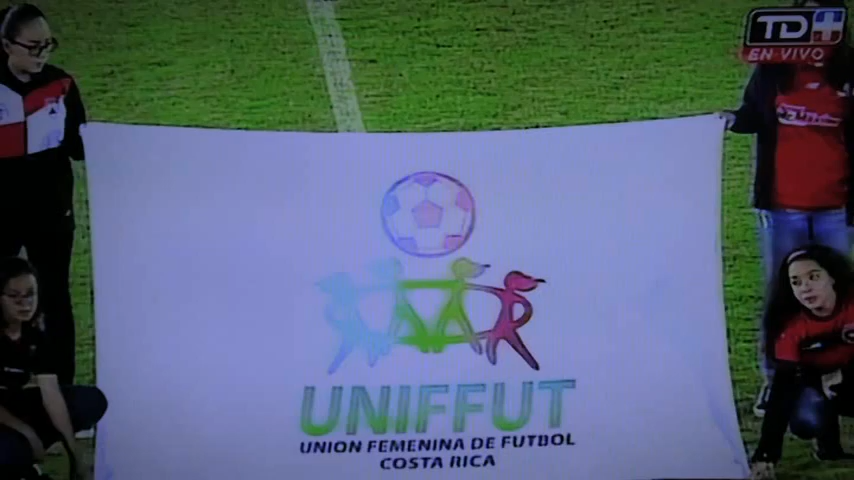 TD+
EN VIVO
UNIFFUT
UNION FEMENINA DE FUTBOL
COSTA RICA